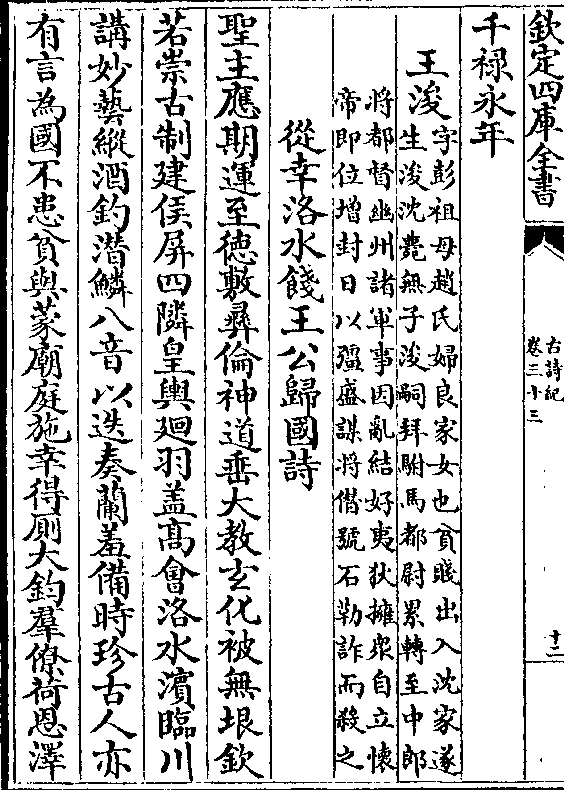 欽定四庫全書
古詩紀
卷三十三
十二
千禄永年
王浚
字彭祖母趙氏婦良家女也貧賤出入沈家遂
生浚沈薨無子浚嗣拜駙馬都尉累轉至中郎
將都督幽州諸軍事因亂結好夷狄擁衆自立懷
帝即位增封日以彊盛謀將僭號石勒詐而殺之
從幸洛水餞王公歸國詩
聖主應期運至德敷彛倫神道垂大教玄化被無垠欽
若崇古制建侯屏四隣皇輿廻羽盖髙會洛水濱臨川
講妙藝縱酒釣潛鱗八音以迭奏蘭羞備時珍古人亦
有言為國不患貧與蒙廟庭施幸得厠大鈞羣僚荷恩澤